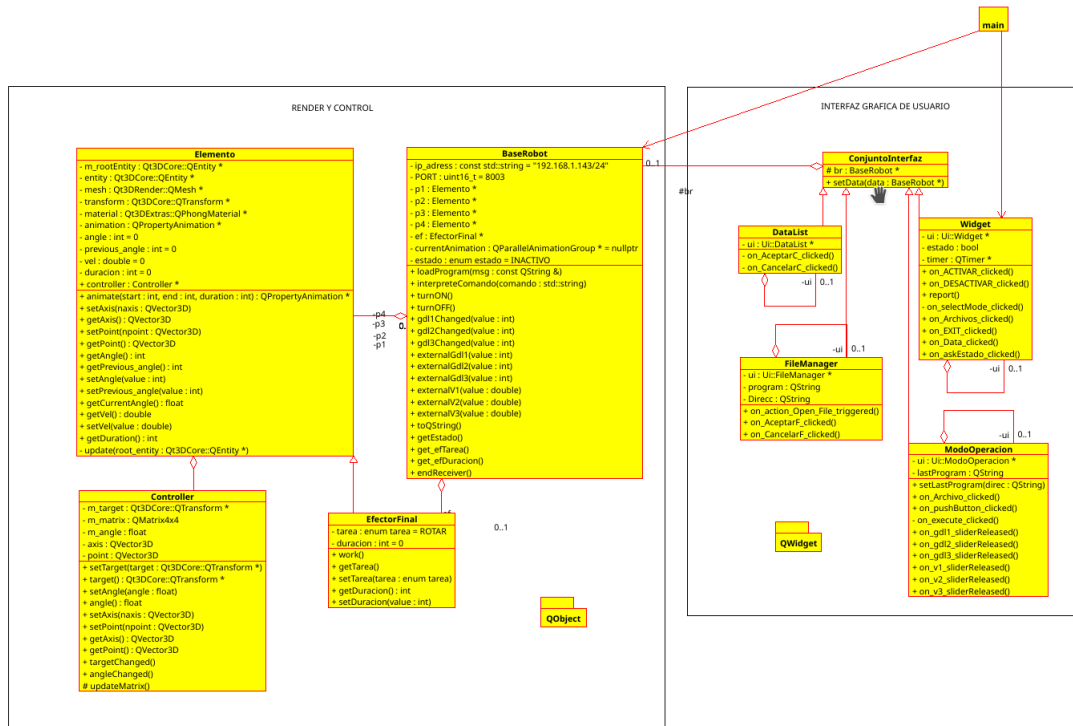 main
RENDER Y CONTROL
Elemento
- m_rootEntity : Qt3DCore::QEntity *
- entity : Qt3DCore::QEntity *
- mesh : Qt3DRender::QMesh *
- transform : Qt3DCore::QTransform *
- material : Qt3DExtras::QPhongMaterial *
- animation : QPropertyAnimation *
- angle : int = 0
- previous_angle : int = 0
- vel : double = 0
- duracion : int = 0
+ controller : Controller *
+ animate(start : int, end : int, duration : int) : QPropertyAnimation *
+ setAxis(naxis : QVector3D)
+ getAxis() : QVector3D
+ setPoint(npoint : QVector3D)
+ getPoint() : QVector3D
+ getAngle() : int
+ getPrevious_angle() : int
+ setAngle(value : int)
+ setPrevious_angle(value : int)
+ getCurrentAngle() : float
+ getVel() : double
+ setVel(value : double)
+ getDuration() : int
- update(root_entity : Qt3DCore::QEntity *)
-p4
-p3
-p2
-p1
0..
BaseRobot
- ip_adress : const std::string = "192.168.1.143/24"
- PORT : uint16_t = 8003
- p1 : Elemento *
- p2 : Elemento *
- p3 : Elemento *
- p4 : Elemento *
- ef : EfectorFinal *
- currentAnimation : QParallelAnimationGroup * = nullptr
- estado : enum estado = INACTIVO
+ loadProgram(msg : const QString &)
+ interpreteComando(comando : std::string)
+ turnON()
+ turnOFF()
+ gdl1Changed(value : int)
+ gdl2Changed(value : int)
+ gdl3Changed(value : int)
+ externalGdl1(value : int)
+ externalGdl2(value : int)
+ externalGdl3(value : int)
+ externalV1(value : double)
+ externalV2(value : double)
+ externalV3(value : double)
+ toQString()
+ getEstado()
+ get_efTarea()
+ get_efDuracion()
+ endReceiver()
0..1
#br
Controller
- m_target : Qt3DCore::QTransform *
- m_matrix : QMatrix4x4
- m_angle : float
- axis : QVector3D
- point : QVector3D
+ setTarget(target : Qt3DCore::QTransform *)
+ target() : Qt3DCore::QTransform *
+ setAngle(angle : float)
+ angle() : float
+ setAxis(naxis : QVector3D)
+ setPoint(npoint : QVector3D)
+ getAxis() : QVector3D
+ getPoint() : QVector3D
+ targetChanged()
+ angleChanged()
# updateMatrix()
EfectorFinal
- tarea : enum tarea = ROTAR
- duracion : int = 0
+ work()
+ getTarea()
+ setTarea(tarea : enum tarea)
+ getDuracion() : int
+ setDuracion(value : int)
0..1
QObject
INTERFAZ GRAFICA DE USUARIO
ConjuntoInterfaz
# br : BaseRobot *
+ setData(data : BaseRobot *)
DataList
- ui : Ui::DataList *
- on_AceptarC_clicked()
- on_CancelarC_clicked()
-ui 0..1
Widget
- ui : Ui::Widget *
- estado : bool
- timer : QTimer *
+ on_ACTIVAR_clicked()
+ on_DESACTIVAR_clicked()
+ report()
- on_selectMode_clicked()
+ on_Archivos_clicked()
+ on_EXIT_clicked()
+ on_Data_clicked()
+ on_askEstado_clicked()
-ui 0..1
-ui 0..1
FileManager
- ui : Ui::FileManager *
- program : QString
- Direcc : QString
+ on_action_Open_File_triggered()
+ on_AceptarF_clicked()
+ on_CancelarF_clicked()
-ui 0..1
ModoOperacion
- ui : Ui::ModoOperacion *
- lastProgram : QString
+ setLastProgram(direc : QString)
+ on_Archivo_clicked()
+ on_pushButton_clicked()
- on_execute_clicked()
+ on_gdl1_sliderReleased()
+ on_gdl2_sliderReleased()
+ on_gdl3_sliderReleased()
+ on_v1_sliderReleased()
+ on_v2_sliderReleased()
+ on_v3_sliderReleased()
QWidget